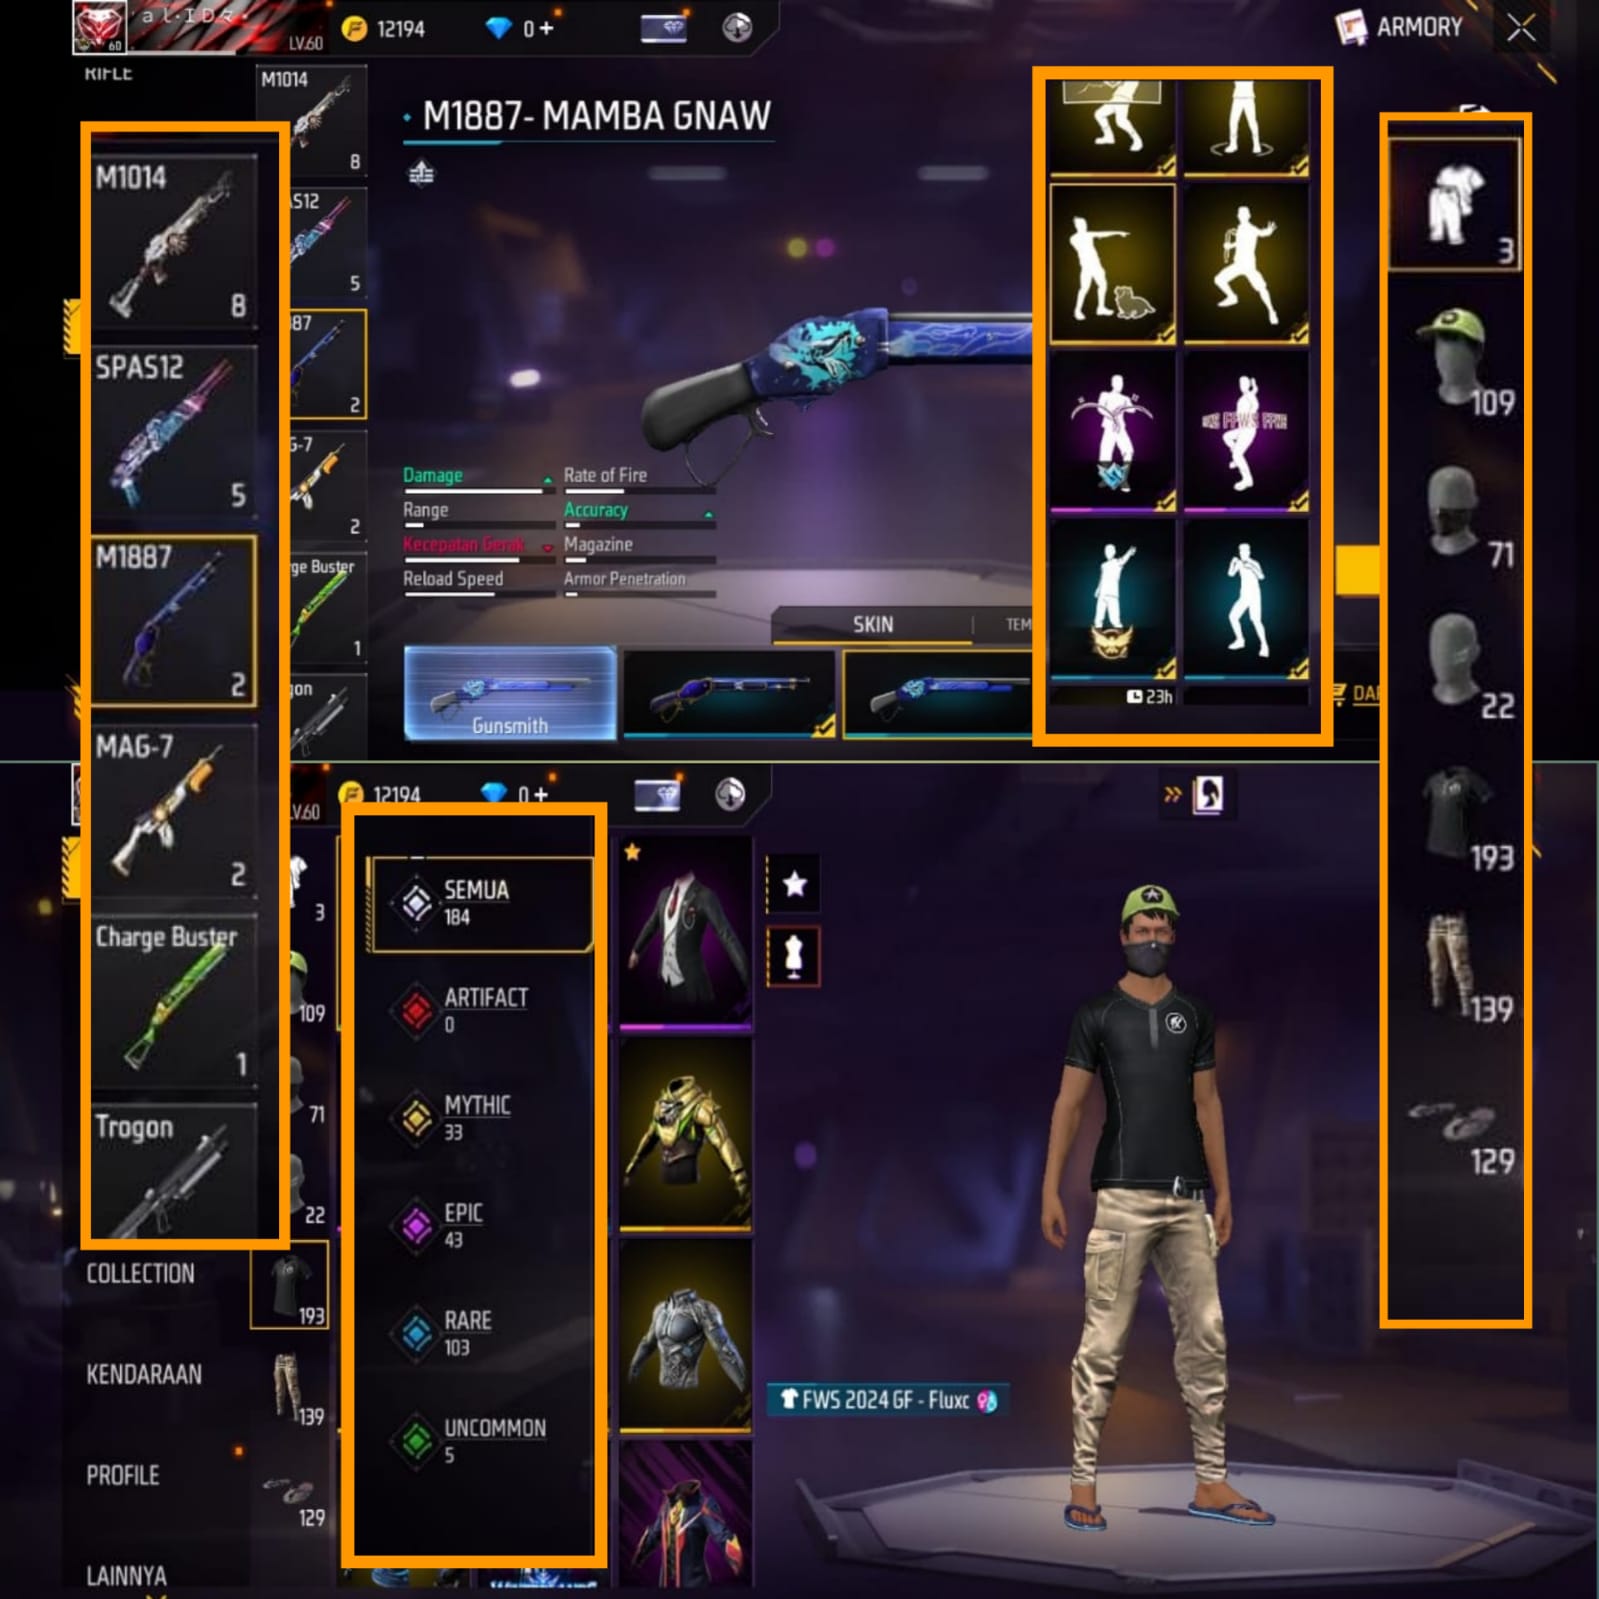 60
LV.60
12194
0 +
ARMORY
RIFLE
M1014
8
5
2
2
1
M1887- MAMBA GNAW
Damage
Rate of Fire
Range
Accuracy
Kecepatan Gerak
Magazine
Reload Speed
Armor Penetration
SKIN
Gunsmith
23h
M1014
8
SPAS12
5
M1887
2
MAG-7
2
Charge Buster
1
Trogon
3
109
71
22
193
139
129
12194
0 +
3
109
71
22
193
139
129
COLLECTION
KENDARAAN
PROFILE
LAINNYA
SEMUA
184
ARTIFACT
0
MYTHIC
33
EPIC
43
RARE
103
UNCOMMON
5
FWS 2024 GF - Fluxc